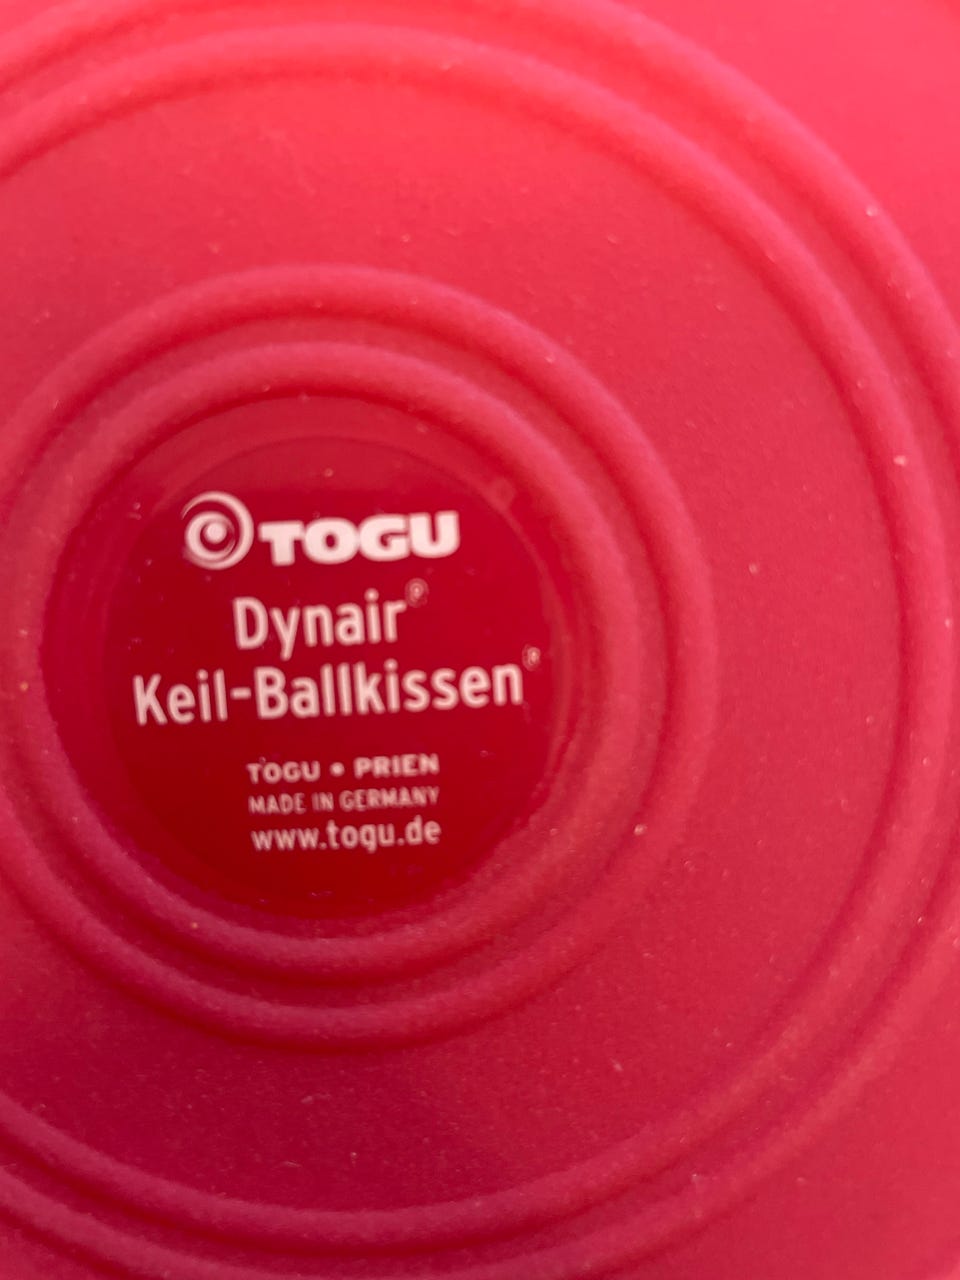 TOGU
Dynair®
Keil-Ballkissen®
TOGU • PRIEN
MADE IN GERMANY
www.togu.de